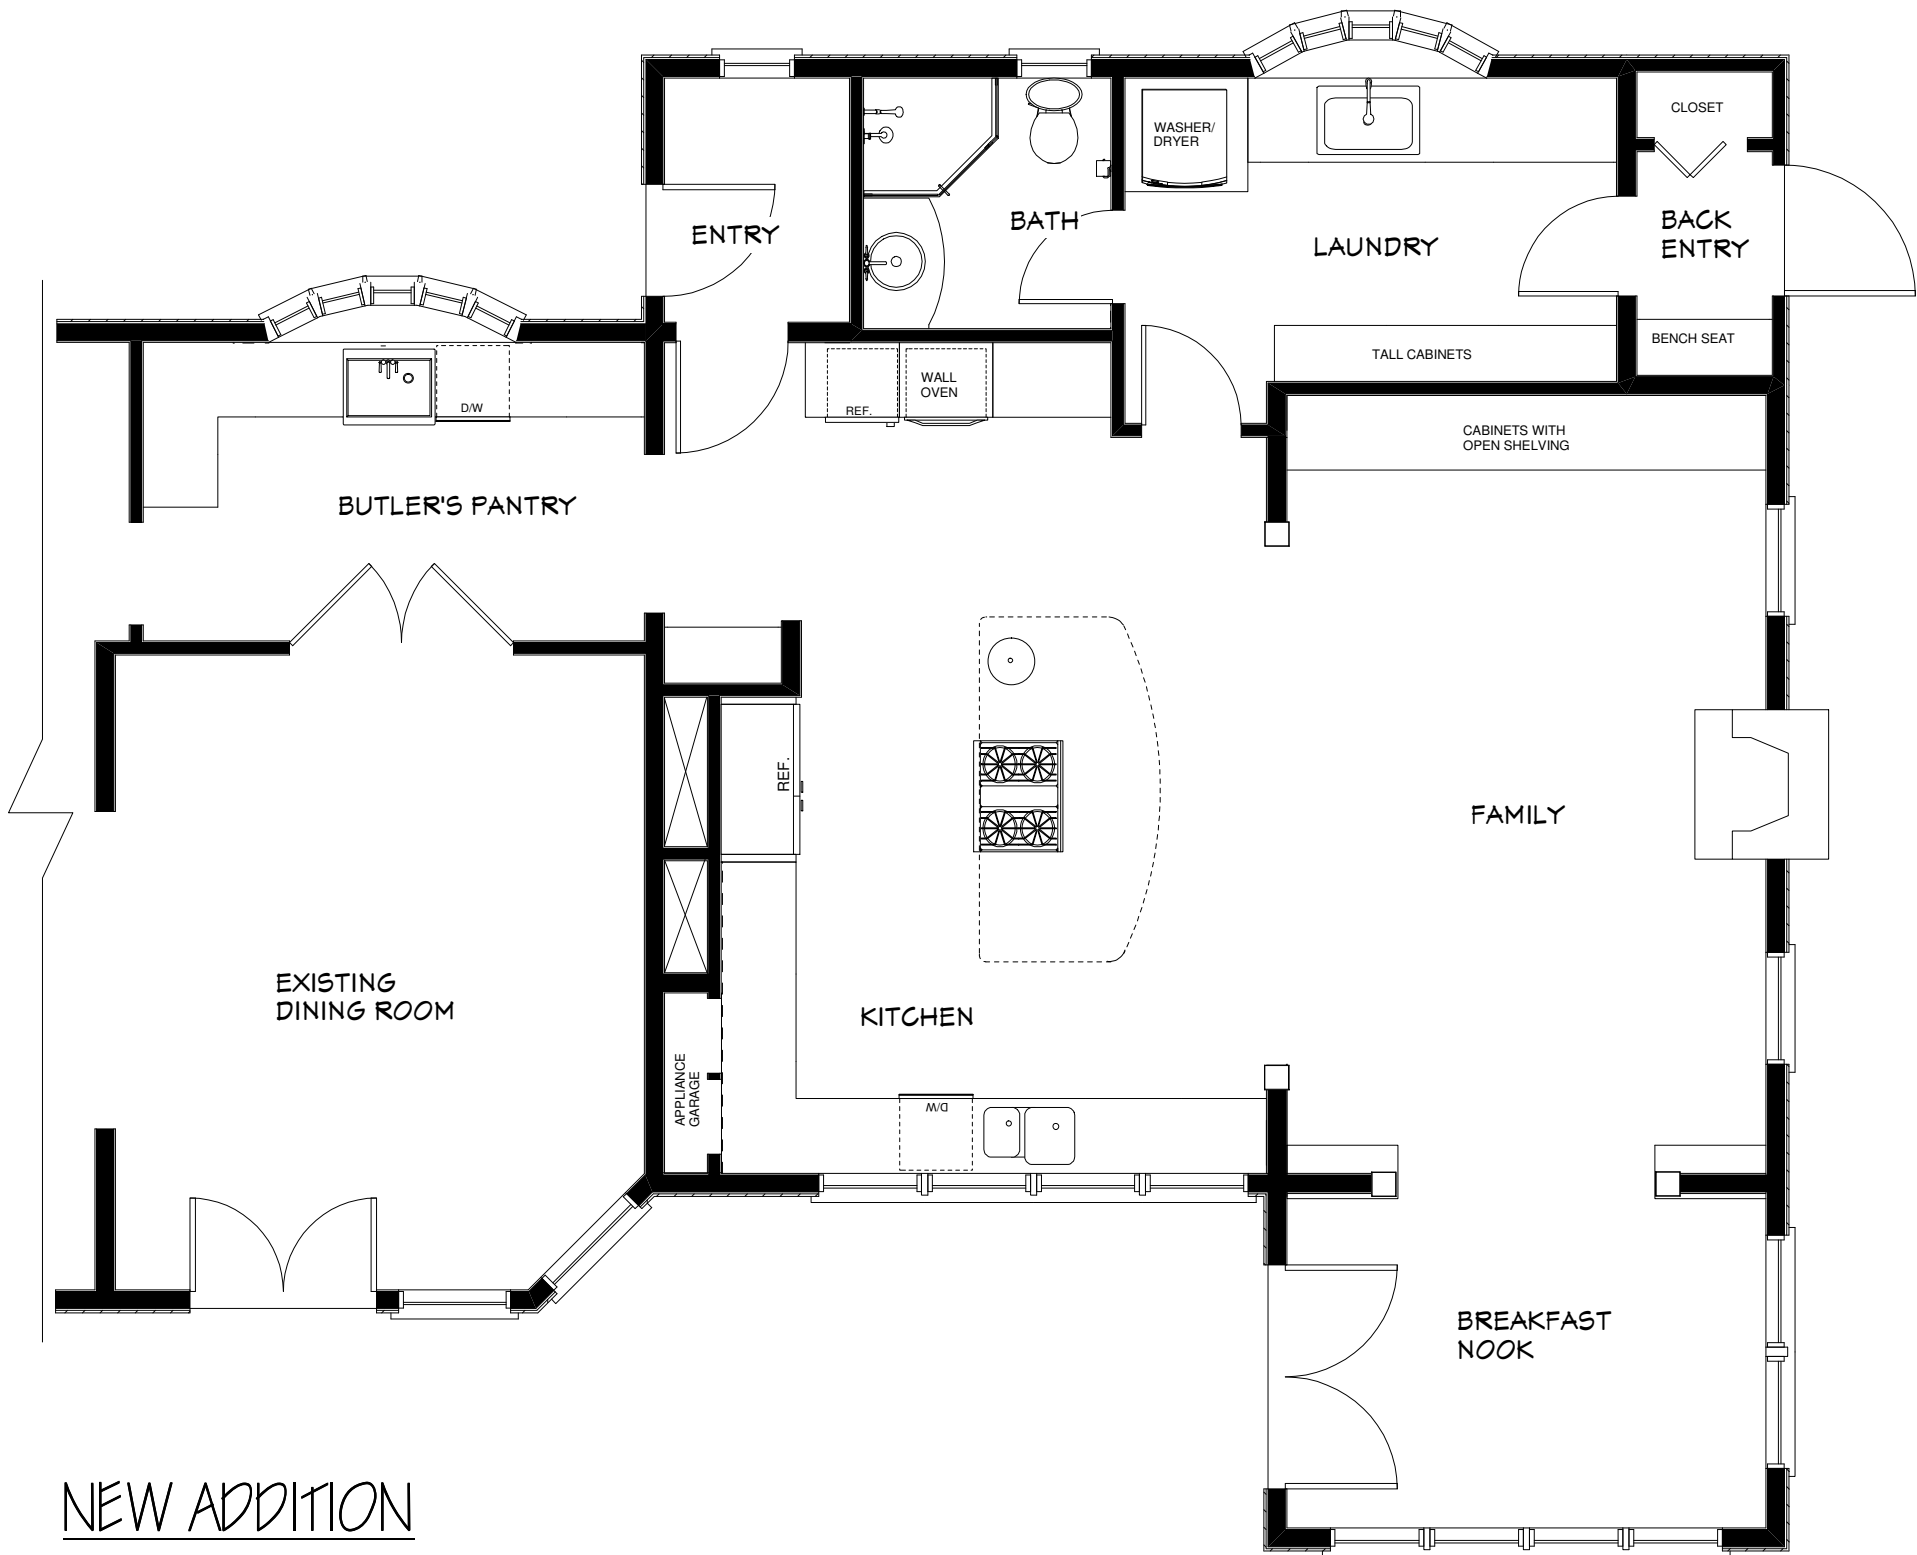 CLOSET
WASHER/
DRYER
ENTRY
BATH
LAUNDRY
BACK
ENTRY
BENCH SEAT
TALL CABINETS
WALL
OVEN
REF.
D/W
CABINETS WITH
OPEN SHELVING
BUTLER'S PANTRY
REF.
FAMILY
EXISTING
DINING ROOM
KITCHEN
APPLIANCE
GARAGE
D/W
BREAKFAST
NOOK
NEW ADDITION